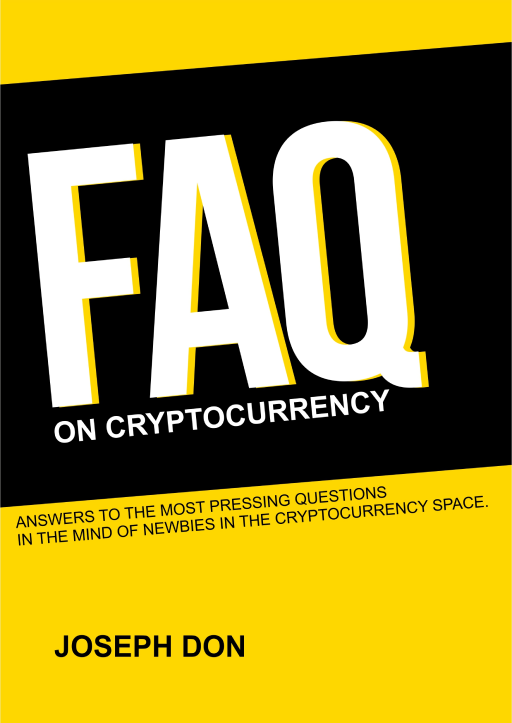 FAQ
ON CRYPTOCURRENCY
ANSWERS TO THE MOST PRESSING QUESTIONS
IN THE MIND OF NEWBIES IN THE CRYPTOCURRENCY SPACE.
JOSEPH DON